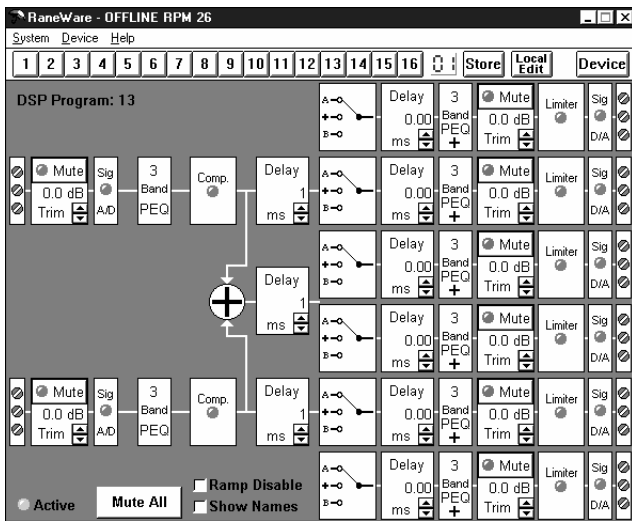 RaneWare - OFFLINE RPM 26
System Device Help
1 2 3 4 5 6 7 8 9 10 11 12 13 14 15 16 01 Store Local Edit Device
DSP Program: 13
A + B Delay 0.00 ms 3 Band PEQ + Mute 0.0 dB Trim Limiter Sig D/A
Mute 0.0 dB Trim Sig A/D 3 Band PEQ Comp. Delay 1 ms A + B Delay 0.00 ms 3 Band PEQ + Mute 0.0 dB Trim Limiter Sig D/A
A + B Delay 0.00 ms 3 Band PEQ + Mute 0.0 dB Trim Limiter Sig D/A
+ Delay 1 ms
A + B Delay 0.00 ms 3 Band PEQ + Mute 0.0 dB Trim Limiter Sig D/A
Mute 0.0 dB Trim Sig A/D 3 Band PEQ Comp. Delay 1 ms A + B Delay 0.00 ms 3 Band PEQ + Mute 0.0 dB Trim Limiter Sig D/A
A + B Delay 0.00 ms 3 Band PEQ + Mute 0.0 dB Trim Limiter Sig D/A
Active Mute All Ramp Disable
Show Names